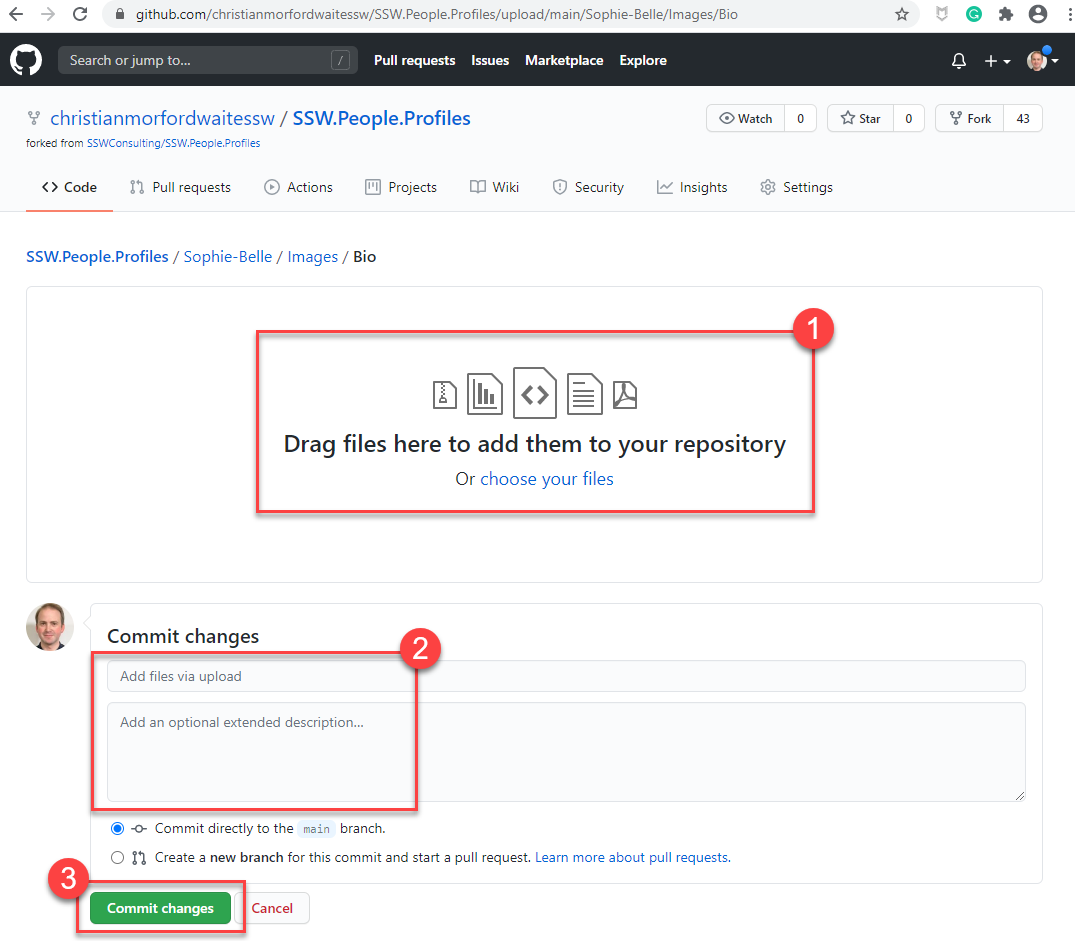 github.com/christianmorfordwaitessw/SSW.People.Profiles/upload/main/Sophie-Belle/Images/Bio
Search or jump to... / Pull requests Issues Marketplace Explore
christianmorfordwaitessw / SSW.People.Profiles Watch 0 Star 0 Fork 43
forked from SSWConsulting/SSW.People.Profiles
Code Pull requests Actions Projects Wiki Security Insights Settings
SSW.People.Profiles / Sophie-Belle / Images / Bio
1
Drag files here to add them to your repository
Or choose your files
Commit changes
2
Add files via upload
Add an optional extended description...
Commit directly to the main branch.
Create a new branch for this commit and start a pull request. Learn more about pull requests.
3
Commit changes Cancel